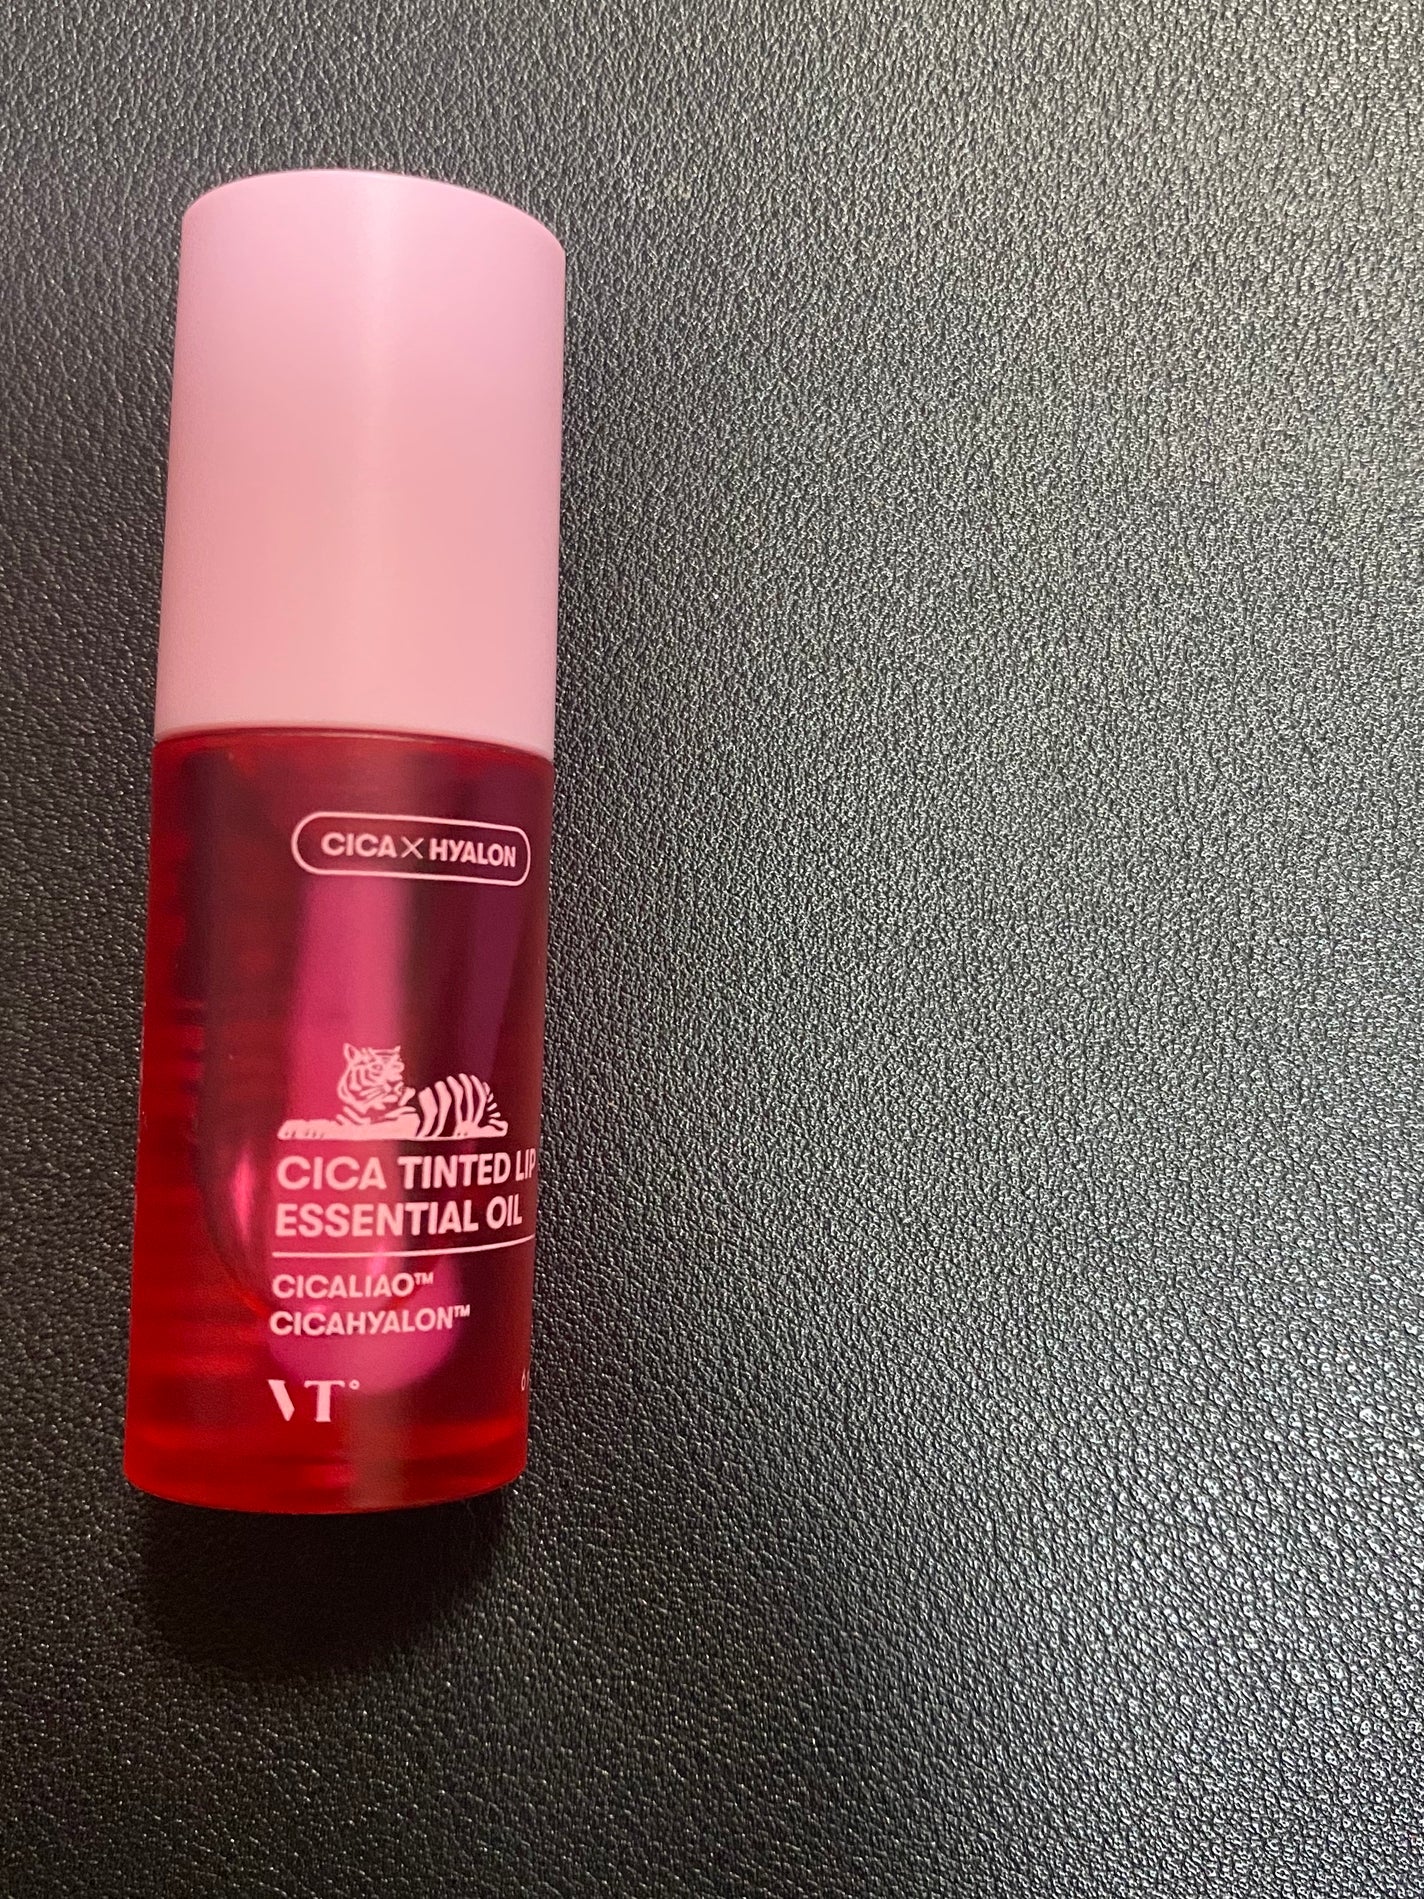 CICA X HYALON
CICA TINTED LIP
ESSENTIAL OIL
CICALIAO™
CICAHYALON™
VT°